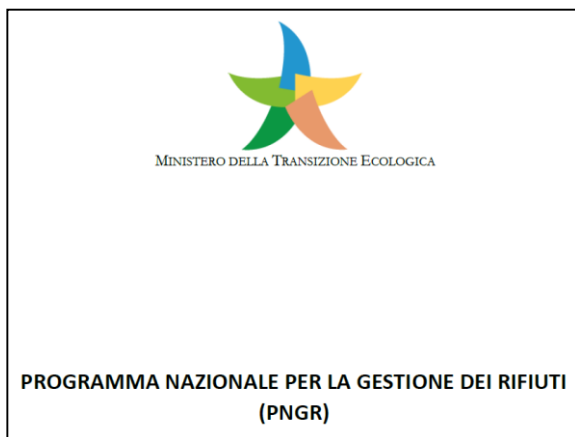 MINISTERO DELLA TRANSIZIONE ECOLOGICA
PROGRAMMA NAZIONALE PER LA GESTIONE DEI RIFIUTI
(PNGR)